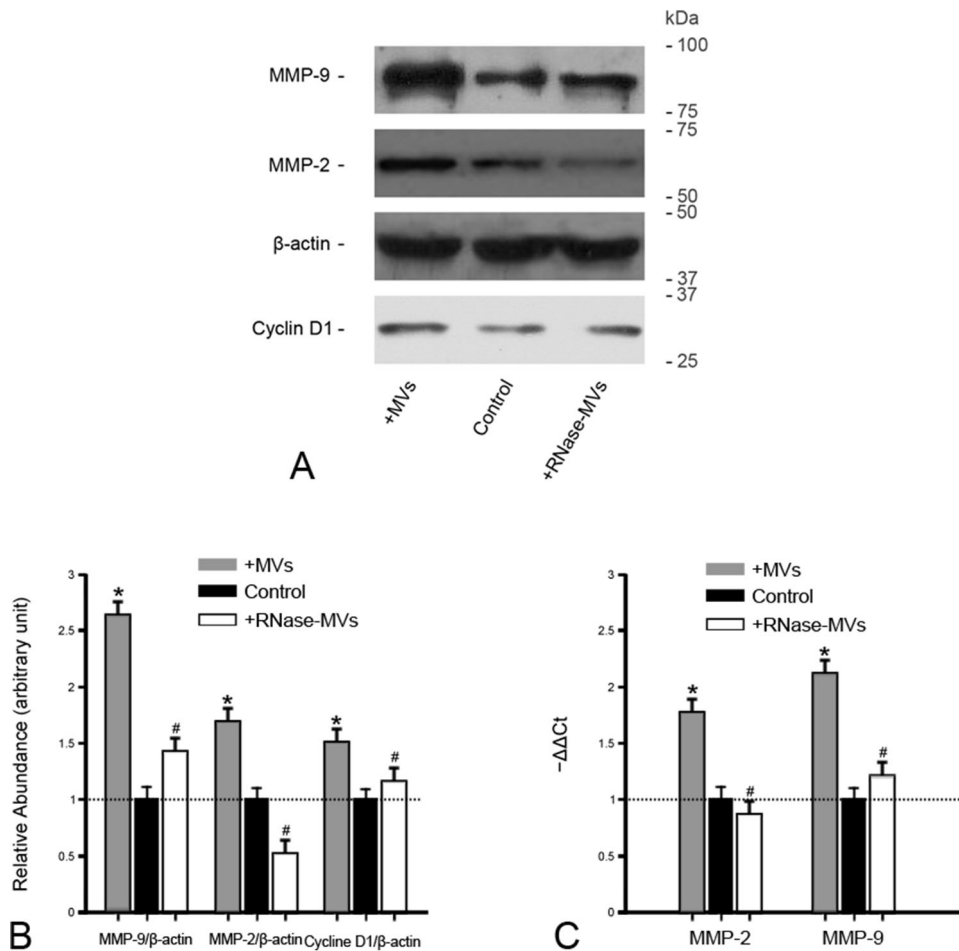 kDa
- 100
MMP-9 -
- 75
- 75
MMP-2 -
- 50
- 50
β-actin -
- 37
- 37
Cyclin D1 -
- 25
+MVs
Control
+RNase-MVs
A
+MVs
Control
+RNase-MVs
Relative Abundance (arbitrary unit)
3
2.5
2
1.5
1
0.5
0
*
#
*
#
*
#
MMP-9/β-actin
MMP-2/β-actin
Cycline D1/β-actin
B
+MVs
Control
+RNase-MVs
−ΔΔCt
3
2.5
2
1.5
1
0.5
0
*
#
*
#
MMP-2
MMP-9
C